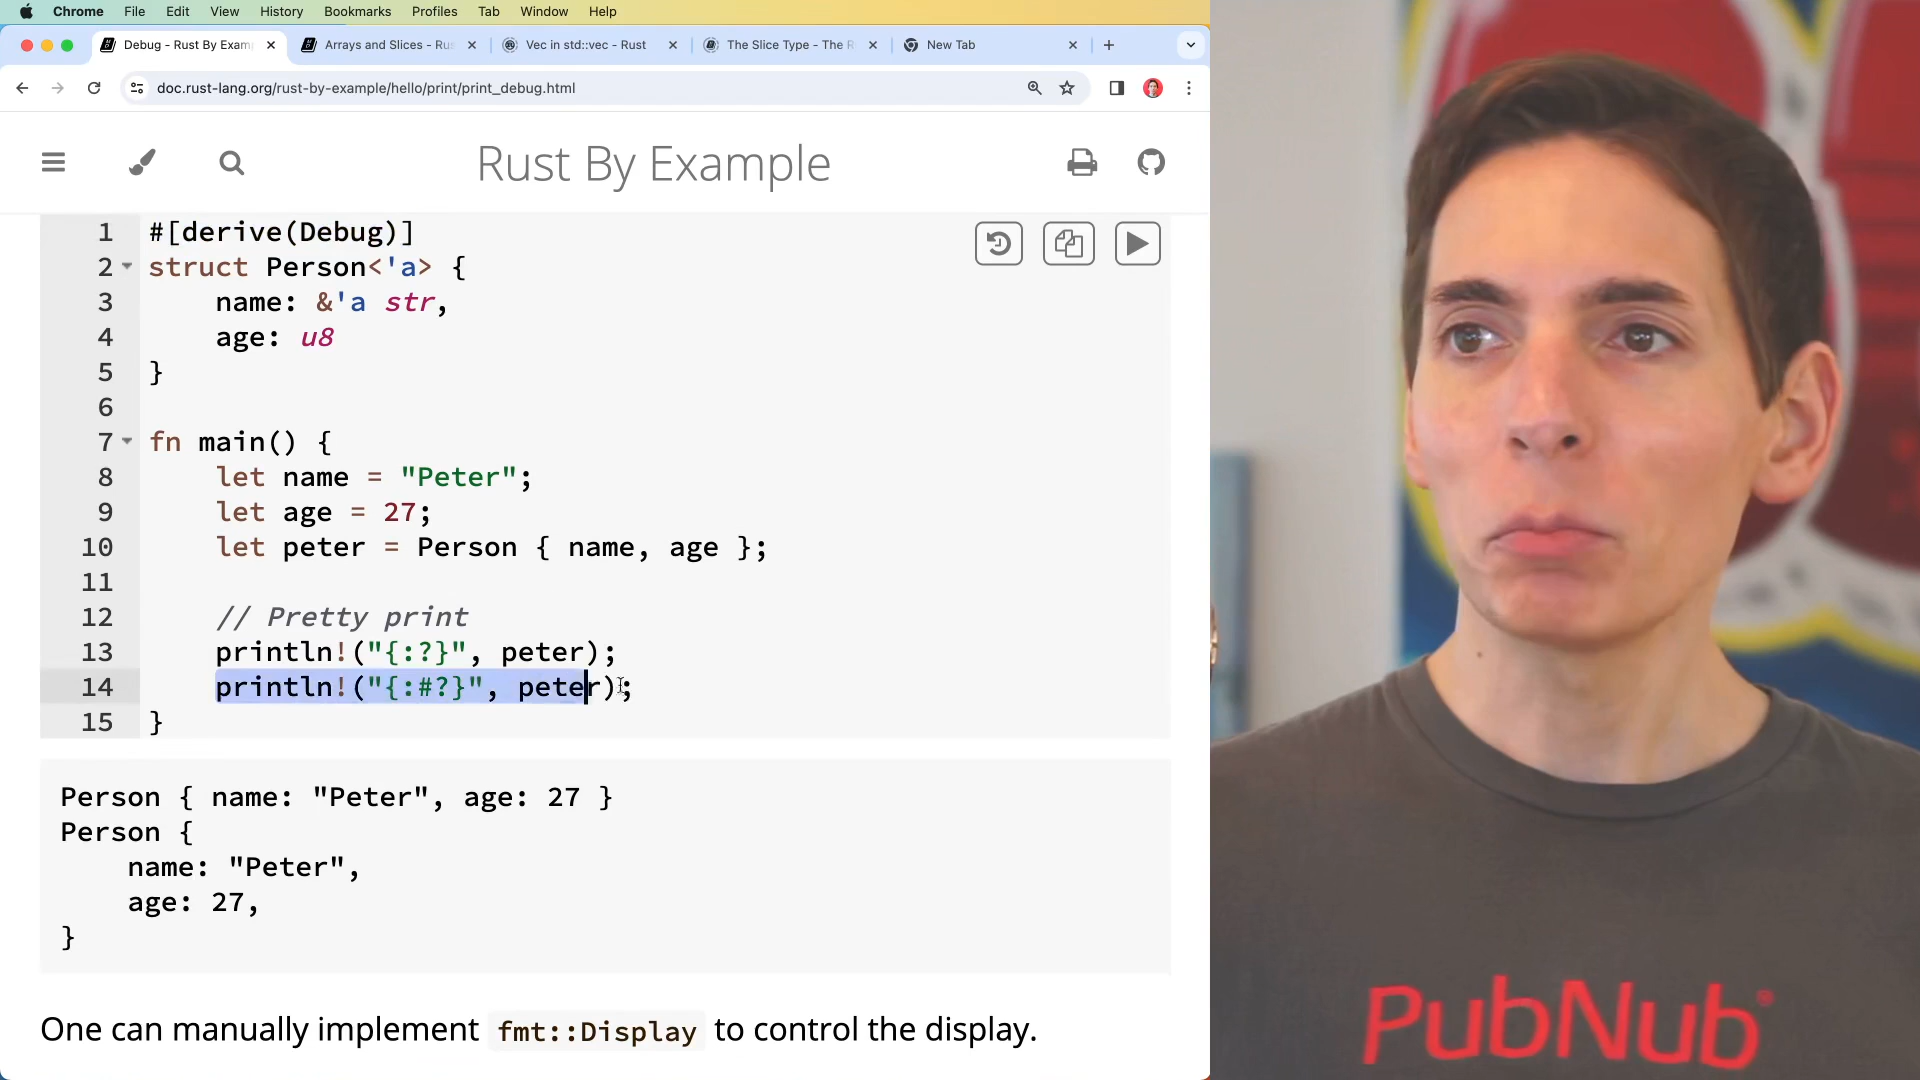 Chrome File Edit View History Bookmarks Profiles Tab Window Help
Debug - Rust By Exam Arrays and Slices - Ru Vec in std::vec - Rust The Slice Type - The R New Tab
doc.rust-lang.org/rust-by-example/hello/print/print_debug.html
Rust By Example
1 #[derive(Debug)]
2 struct Person<'a> {
3 name: &'a str,
4 age: u8
5 }
6
7 fn main() {
8 let name = "Peter";
9 let age = 27;
10 let peter = Person { name, age };
11
12 // Pretty print
13 println!("{:?}", peter);
14 println!("{:#?}", peter);
15 }
Person { name: "Peter", age: 27 }
Person {
name: "Peter",
age: 27,
}
One can manually implement fmt::Display to control the display.
PubNub®